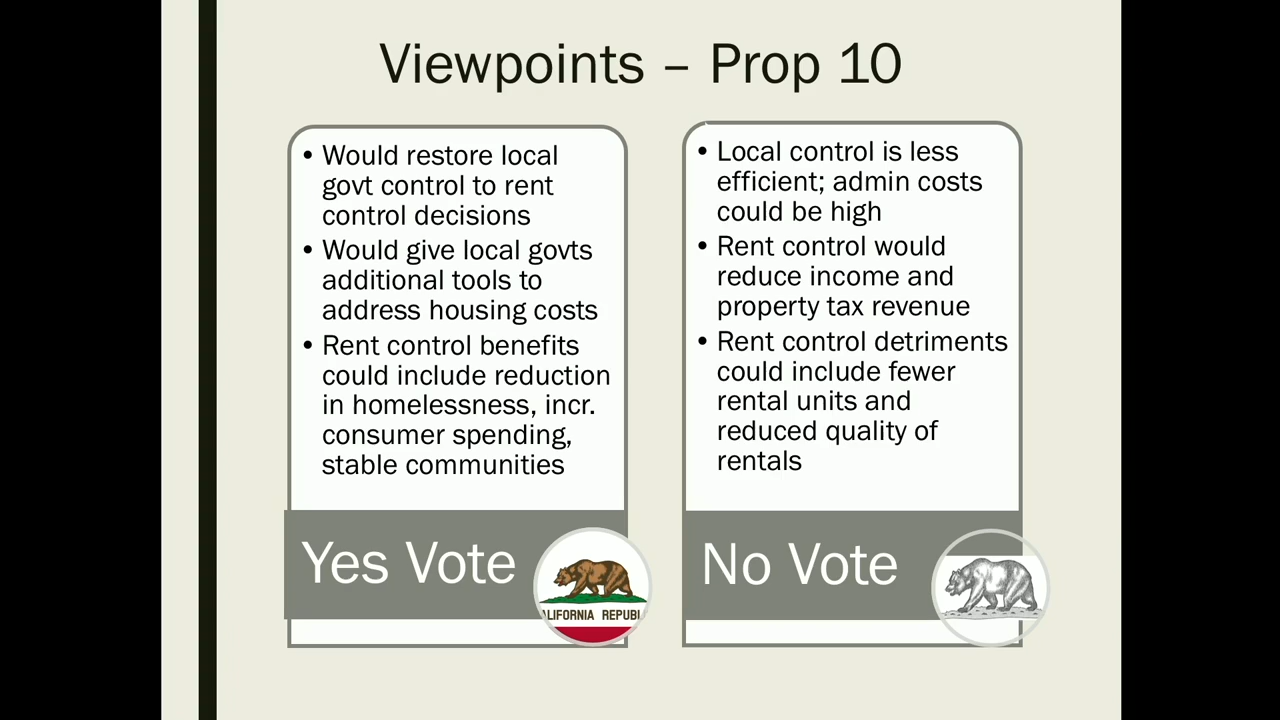 Viewpoints – Prop 10
• Would restore local
govt control to rent
control decisions
• Would give local govts
additional tools to
address housing costs
• Rent control benefits
could include reduction
in homelessness, incr.
consumer spending,
stable communities
Yes Vote
LIFORNIA REPUBL
• Local control is less
efficient; admin costs
could be high
• Rent control would
reduce income and
property tax revenue
• Rent control detriments
could include fewer
rental units and
reduced quality of
rentals
No Vote